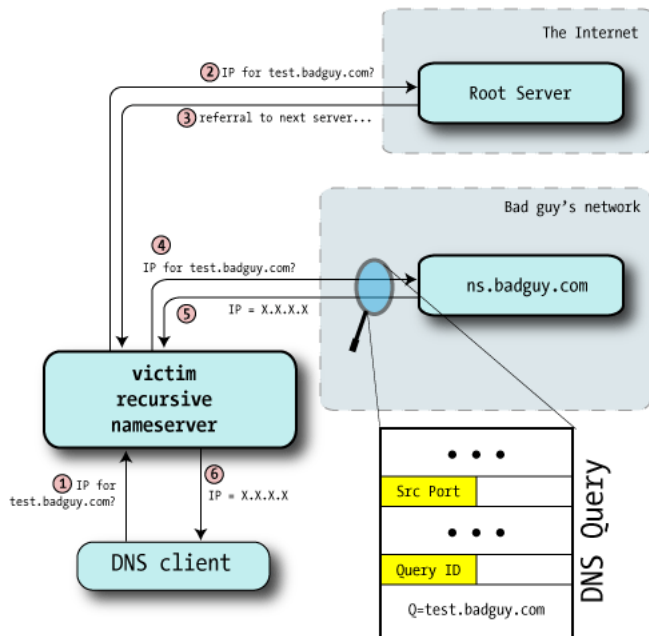 The Internet
2 IP for test.badguy.com?
Root Server
3 referral to next server...
Bad guy's network
4
IP for test.badguy.com?
ns.badguy.com
5 IP = X.X.X.X
victim
recursive
nameserver
1 IP for
test.badguy.com?
6
IP = X.X.X.X
DNS client
• • •
Src Port
• • •
Query ID
Q=test.badguy.com
DNS Query